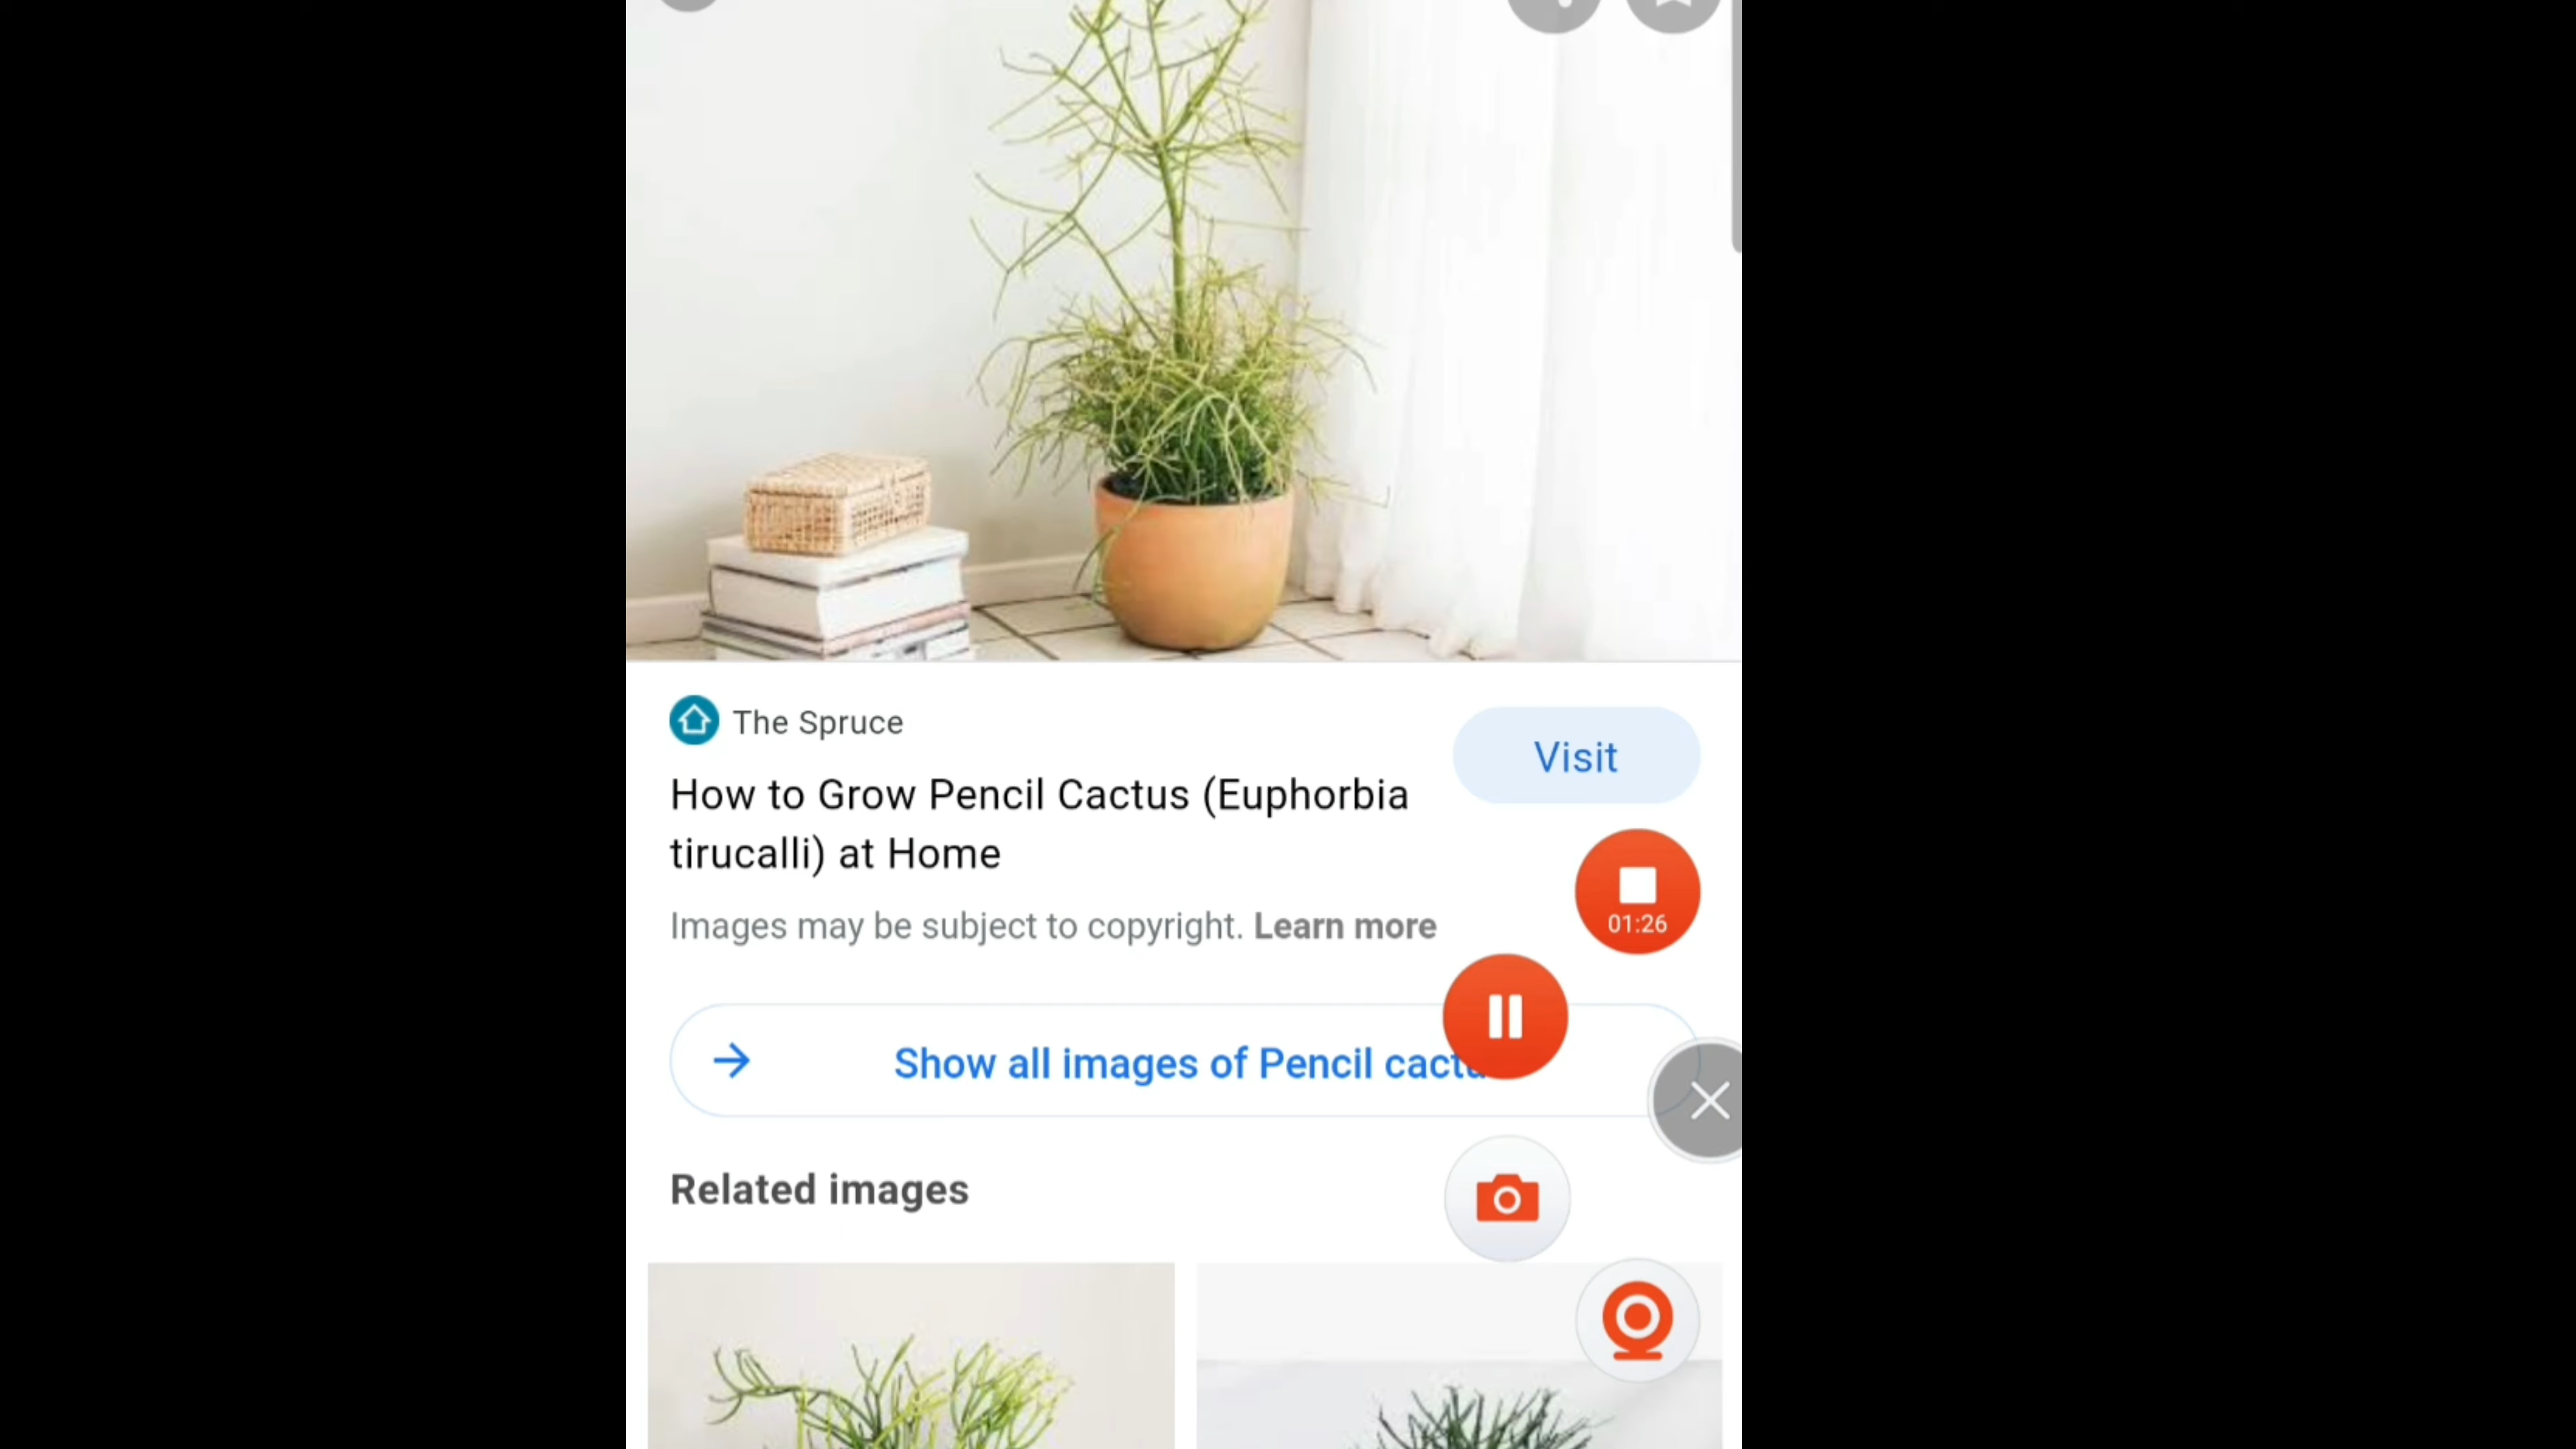 The Spruce
Visit
How to Grow Pencil Cactus (Euphorbia
tirucalli) at Home
01:26
Images may be subject to copyright. Learn more
Show all images of Pencil
Related images